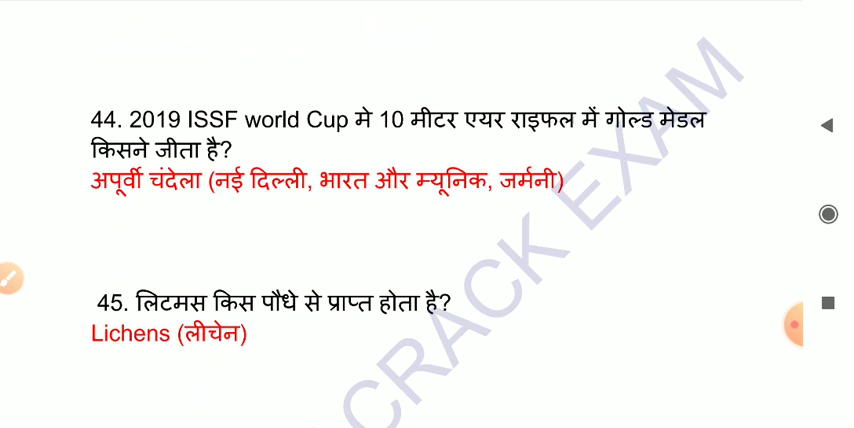 44. 2019 ISSF world Cup मे 10 मीटर एयर राइफल में गोल्ड मेडल
किसने जीता है?
अपूर्वी चंदेला (नई दिल्ली, भारत और म्यूनिक, जर्मनी)
45. लिटमस किस पौधे से प्राप्त होता है?
Lichens (लीचेन)
CRACK EXAM